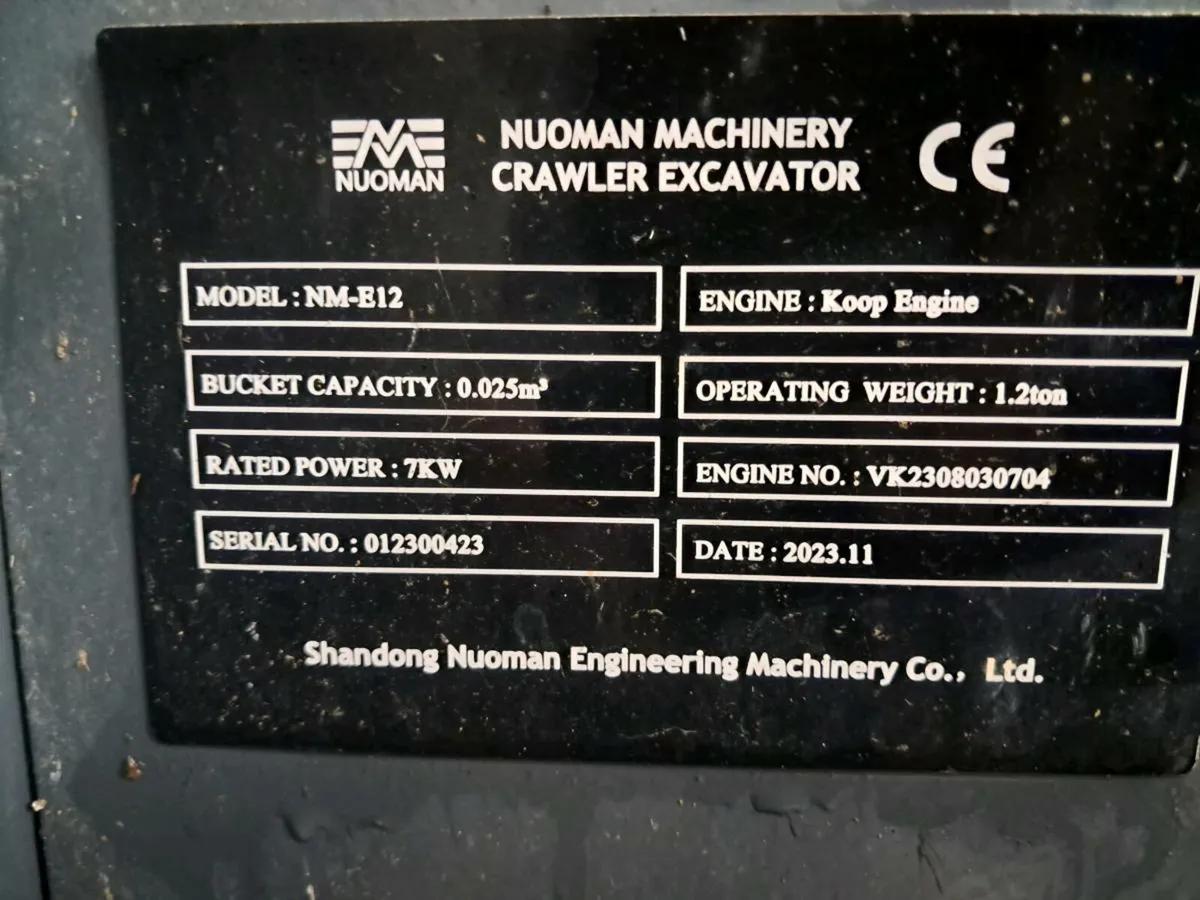 NUOMAN
NUOMAN MACHINERY
CRAWLER EXCAVATOR
CE
MODEL : NM-E12
ENGINE : Koop Engine
BUCKET CAPACITY : 0.025m³
OPERATING WEIGHT : 1.2ton
RATED POWER : 7KW
ENGINE NO. : VK2308030704
SERIAL NO. : 012300423
DATE : 2023.11
Shandong Nuoman Engineering Machinery Co., Ltd.